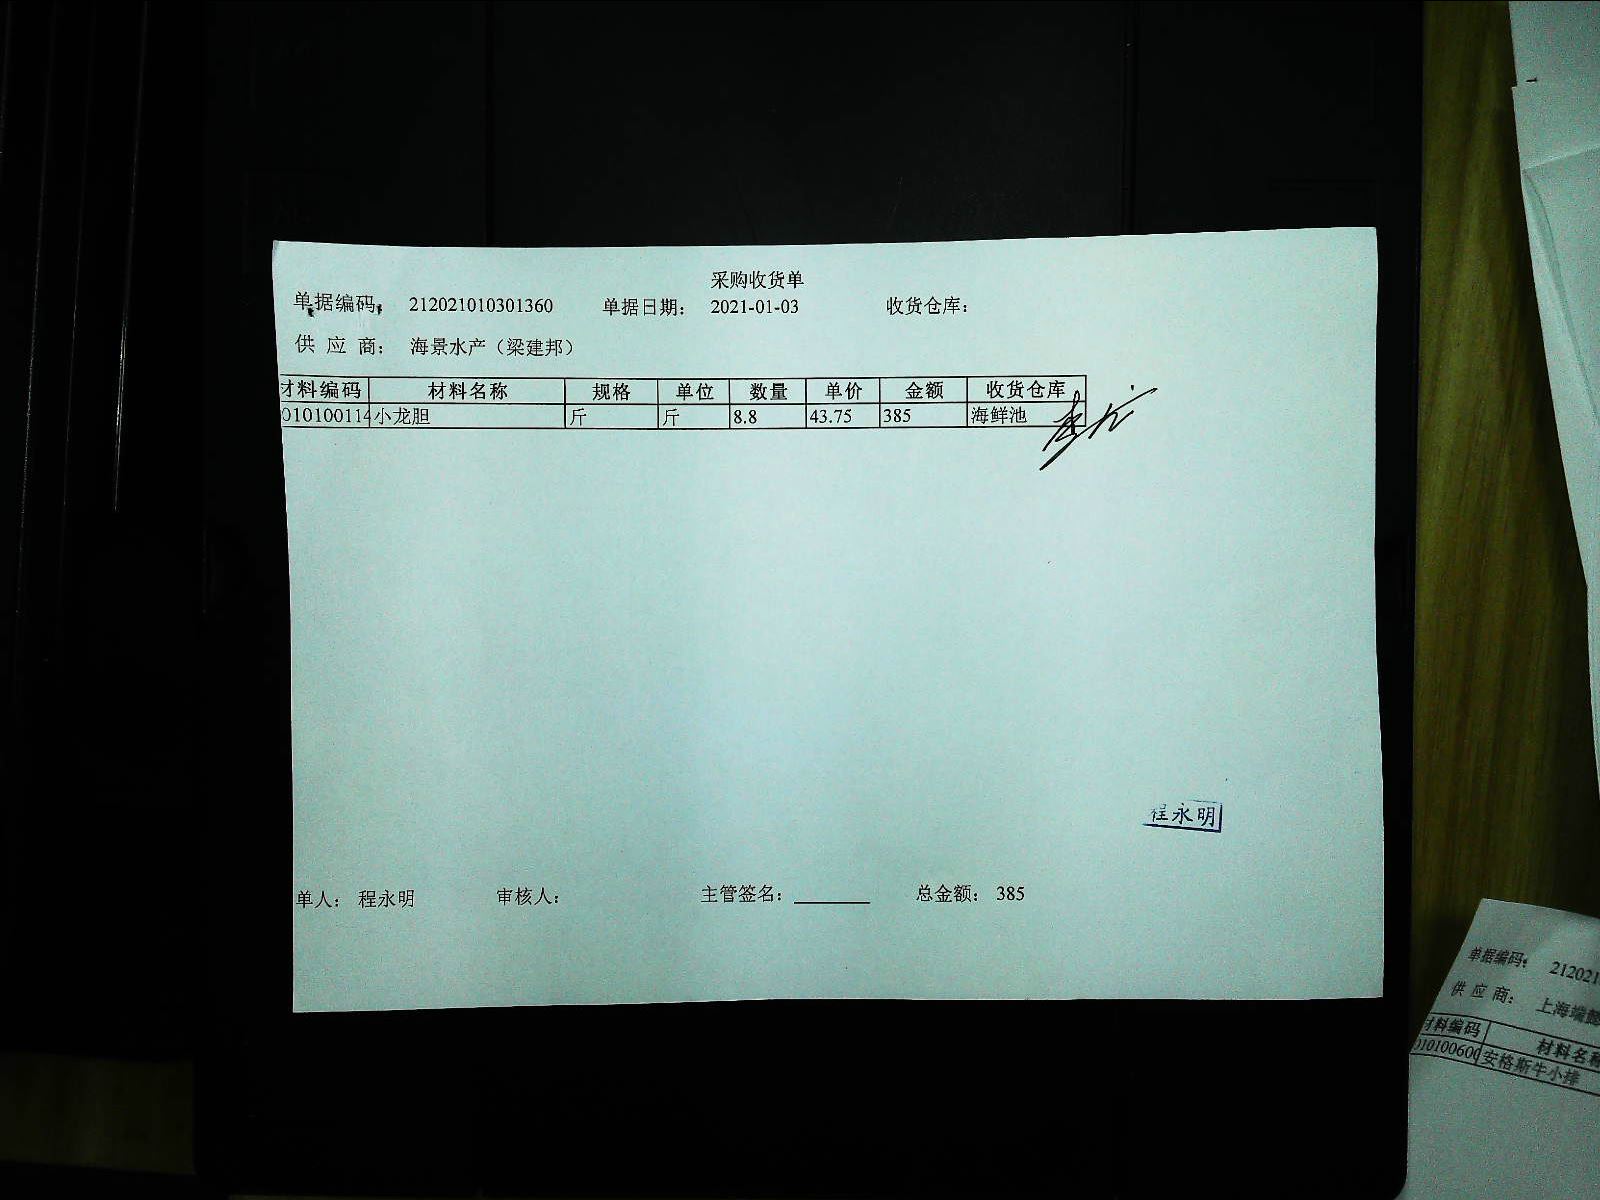 采购收货单
单据编码: 212021010301360 单据日期: 2021-01-03 收货仓库:
供 应 商: 海景水产（梁建邦）
材料编码 材料名称 规格 单位 数量 单价 金额 收货仓库
010100114 小龙胆 斤 斤 8.8 43.75 385 海鲜池
程永明
单人: 程永明 审核人: 主管签名: 总金额: 385
单据编码: 212021
供 应 商: 上海端
材料编码 材料名称
010100600 安格斯牛小排